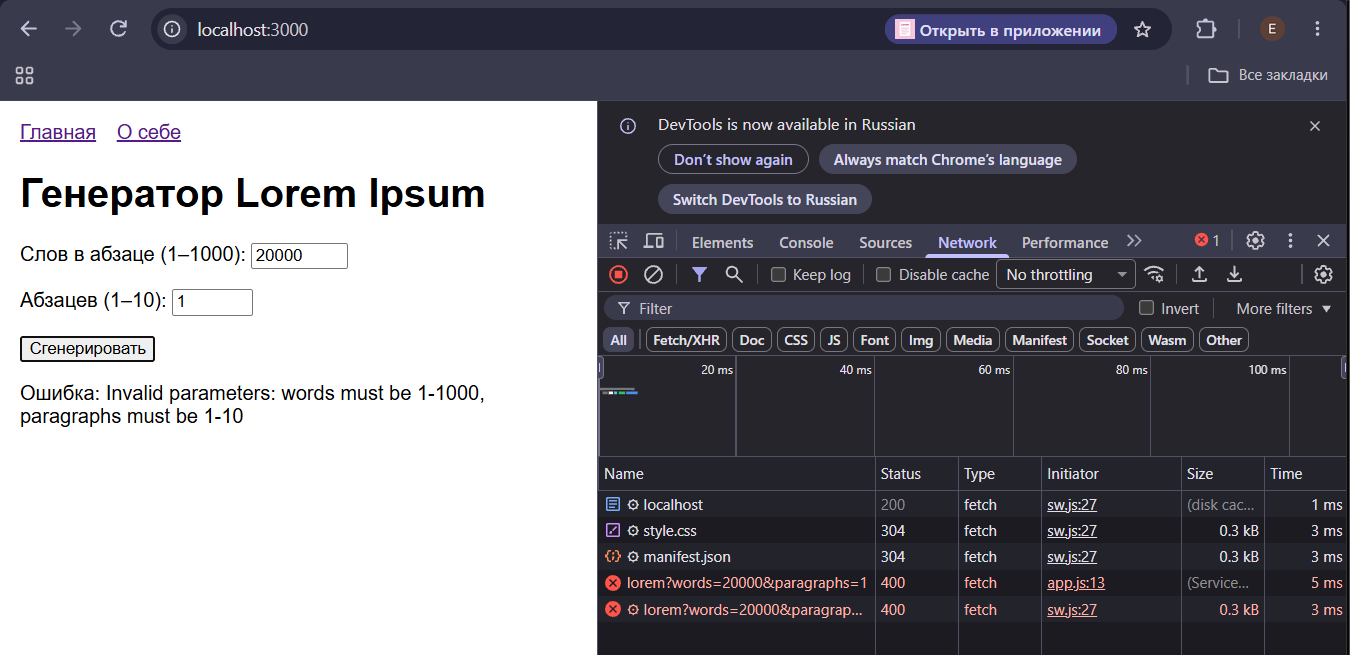 localhost:3000
Открыть в приложении
E
Все закладки
Главная О себе
Генератор Lorem Ipsum
Слов в абзаце (1–1000): 20000
Абзацев (1–10): 1
Сгенерировать
Ошибка: Invalid parameters: words must be 1-1000,
paragraphs must be 1-10
DevTools is now available in Russian
Don't show again Always match Chrome's language
Switch DevTools to Russian
Elements Console Sources Network Performance 1
Keep log Disable cache No throttling
Filter Invert More filters
All Fetch/XHR Doc CSS JS Font Img Media Manifest Socket Wasm Other
20 ms 40 ms 60 ms 80 ms 100 ms
Name Status Type Initiator Size Time
localhost 200 fetch sw.js:27 (disk cac... 1 ms
style.css 304 fetch sw.js:27 0.3 kB 3 ms
manifest.json 304 fetch sw.js:27 0.3 kB 3 ms
lorem?words=20000&paragraphs=1 400 fetch app.js:13 (Service... 5 ms
lorem?words=20000&paragrap... 400 fetch sw.js:27 0.3 kB 3 ms